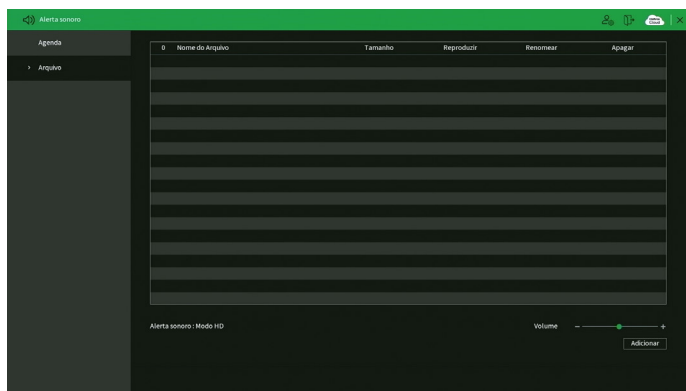 Alerta sonoro
Agenda
Arquivo
0 Nome do Arquivo Tamanho Reproduzir Renomear Apagar
Alerta sonoro : Modo HD Volume - +
Adicionar